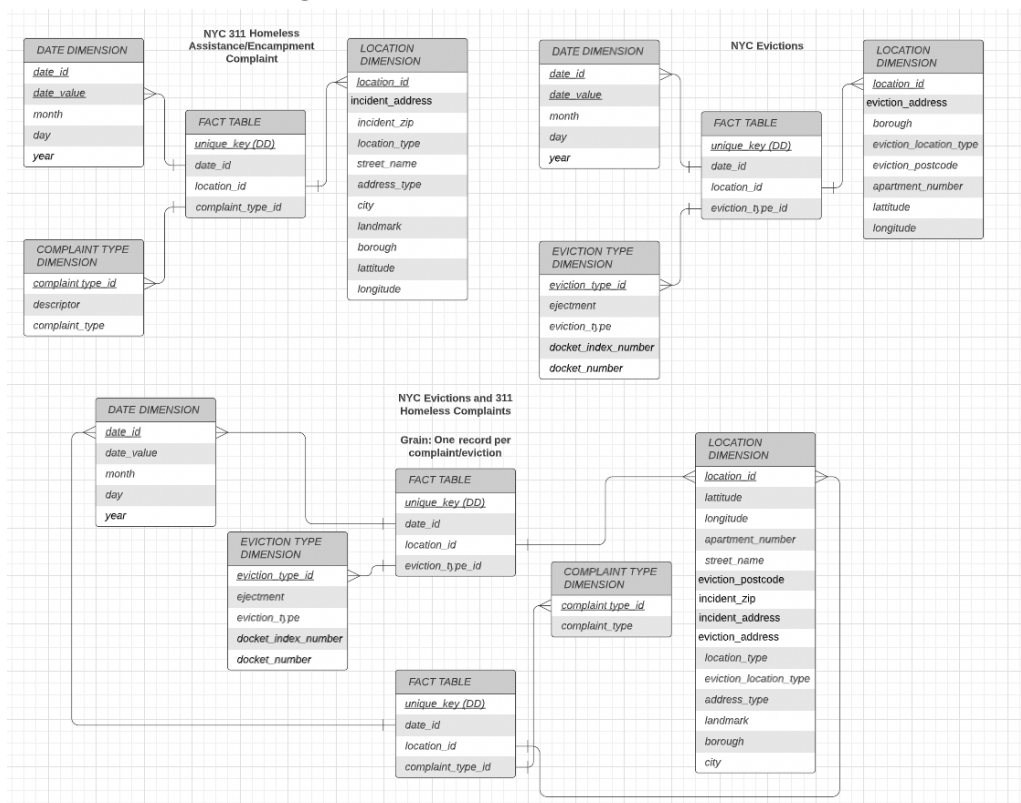 NYC 311 Homeless
Assistance/Encampment
Complaint
DATE DIMENSION
date_id
date_value
month
day
year
FACT TABLE
unique_key (DD)
date_id
location_id
complaint_type_id
LOCATION
DIMENSION
location_id
incident_address
incident_zip
location_type
street_name
address_type
city
landmark
borough
lattitude
longitude
COMPLAINT TYPE
DIMENSION
complaint type_id
descriptor
complaint_type
NYC Evictions
DATE DIMENSION
date_id
date_value
month
day
year
FACT TABLE
unique_key (DD)
date_id
location_id
eviction_type_id
LOCATION
DIMENSION
location_id
eviction_address
borough
eviction_location_type
eviction_postcode
apartment_number
lattitude
longitude
EVICTION TYPE
DIMENSION
eviction_type_id
ejectment
eviction_type
docket_index_number
docket_number
NYC Evictions and 311
Homeless Complaints
Grain: One record per
complaint/eviction
DATE DIMENSION
date_id
date_value
month
day
year
FACT TABLE
unique_key (DD)
date_id
location_id
eviction_type_id
EVICTION TYPE
DIMENSION
eviction_type_id
ejectment
eviction_type
docket_index_number
docket_number
COMPLAINT TYPE
DIMENSION
complaint type_id
complaint_type
LOCATION
DIMENSION
location_id
lattitude
longitude
apartment_number
street_name
eviction_postcode
incident_zip
incident_address
eviction_address
location_type
eviction_location_type
address_type
landmark
borough
city
FACT TABLE
unique_key (DD)
date_id
location_id
complaint_type_id